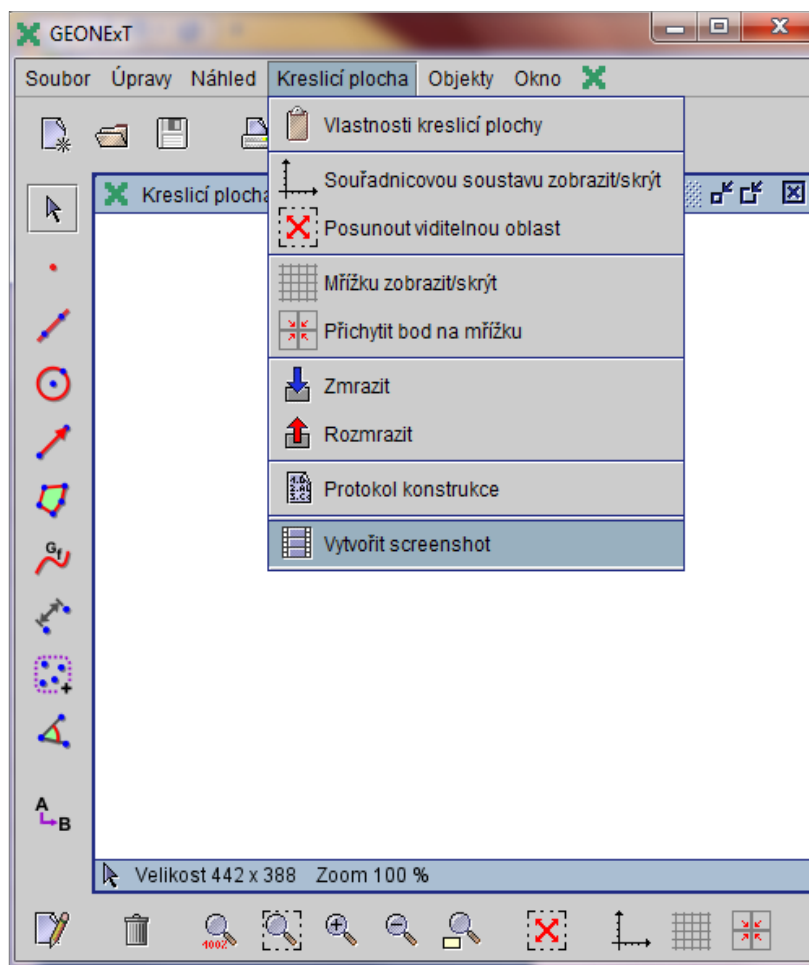 GEONExT
Soubor Úpravy Náhled Kreslicí plocha Objekty Okno
Vlastnosti kreslicí plochy
Kreslicí plocha
Souřadnicovou soustavu zobrazit/skrýt
Posunout viditelnou oblast
Mřížku zobrazit/skrýt
Přichytit bod na mřížku
Zmrazit
Rozmrazit
Protokol konstrukce
Vytvořit screenshot
Gf
A
B
Velikost 442 x 388 Zoom 100 %
100%